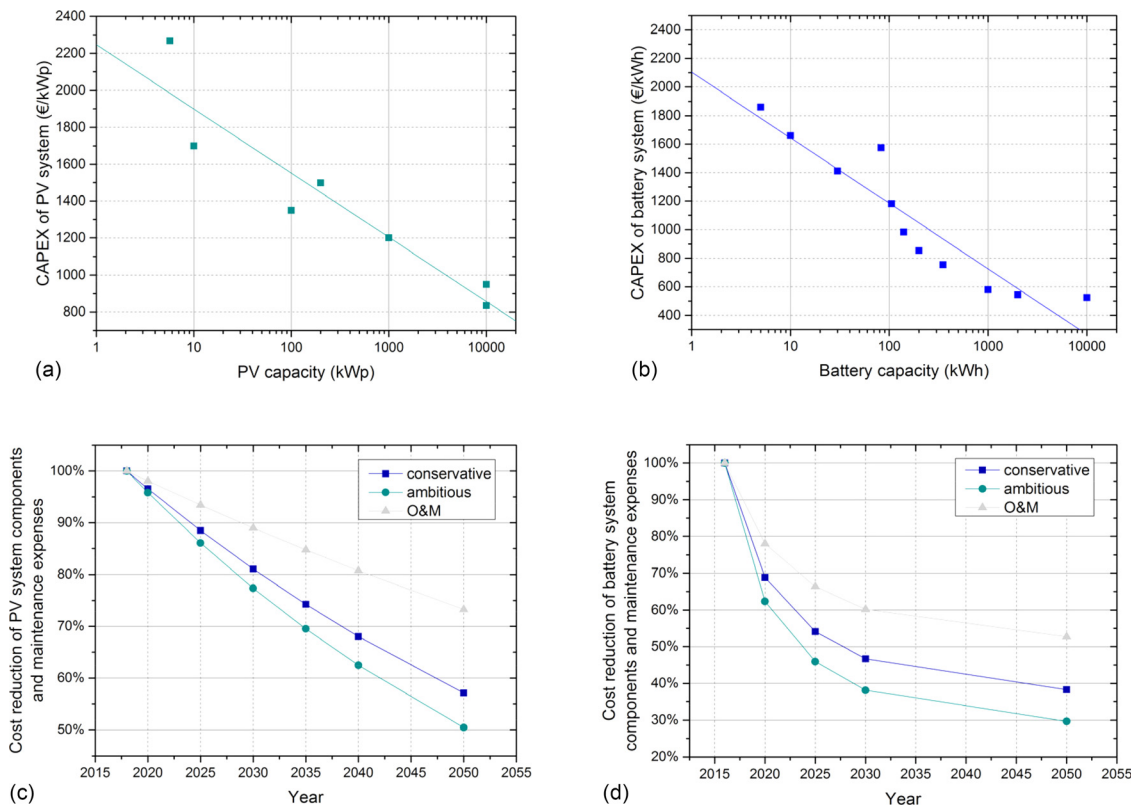 2400
2200
2000
1800
1600
1400
1200
1000
800
CAPEX of PV system (€/kWp)
1 10 100 1000 10000
PV capacity (kWp)
(a)
2400
2200
2000
1800
1600
1400
1200
1000
800
600
400
CAPEX of battery system (€/kWh)
1 10 100 1000 10000
Battery capacity (kWh)
(b)
100%
90%
80%
70%
60%
50%
Cost reduction of PV system components
and maintenance expenses
conservative
ambitious
O&M
2015 2020 2025 2030 2035 2040 2045 2050 2055
Year
(c)
100%
90%
80%
70%
60%
50%
40%
30%
20%
Cost reduction of battery system
components and maintenance expenses
conservative
ambitious
O&M
2015 2020 2025 2030 2035 2040 2045 2050 2055
Year
(d)